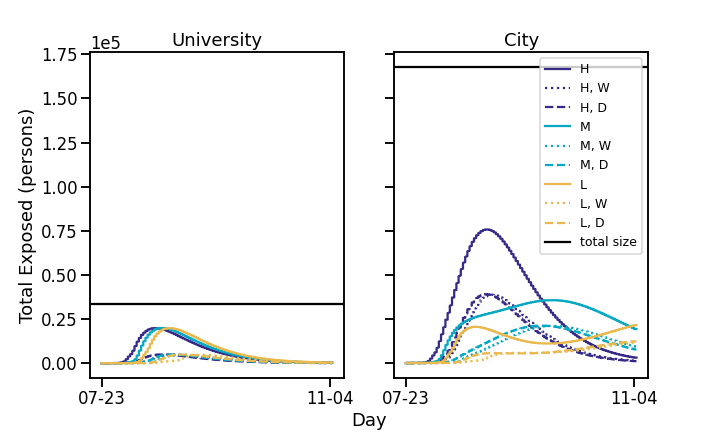 University
City
1e5
1.75
1.50
1.25
1.00
0.75
0.50
0.25
0.00
Total Exposed (persons)
H
H, W
H, D
M
M, W
M, D
L
L, W
L, D
total size
07-23
11-04
07-23
11-04
Day